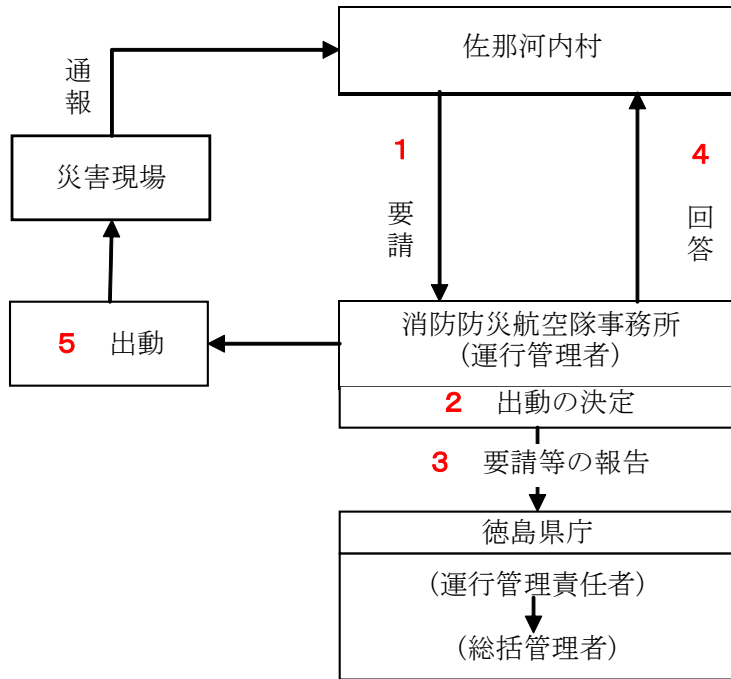 佐那河内村
通報
災害現場
1 要請
4 回答
消防防災航空隊事務所
(運行管理者)
5 出動
2 出動の決定
3 要請等の報告
徳島県庁
(運行管理責任者)
(総括管理者)